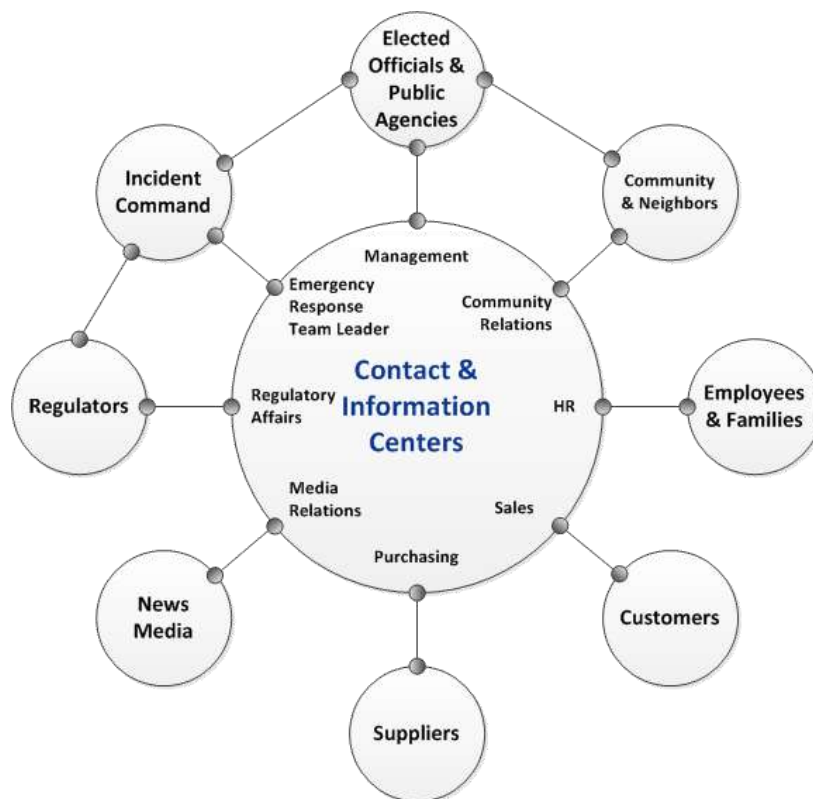 Elected
Officials &
Public
Agencies
Incident
Command
Community
& Neighbors
Management
Emergency
Response
Team Leader
Community
Relations
Contact &
Information
Centers
Regulators
Regulatory
Affairs
HR
Employees
& Families
Media
Relations
Sales
Purchasing
News
Media
Customers
Suppliers